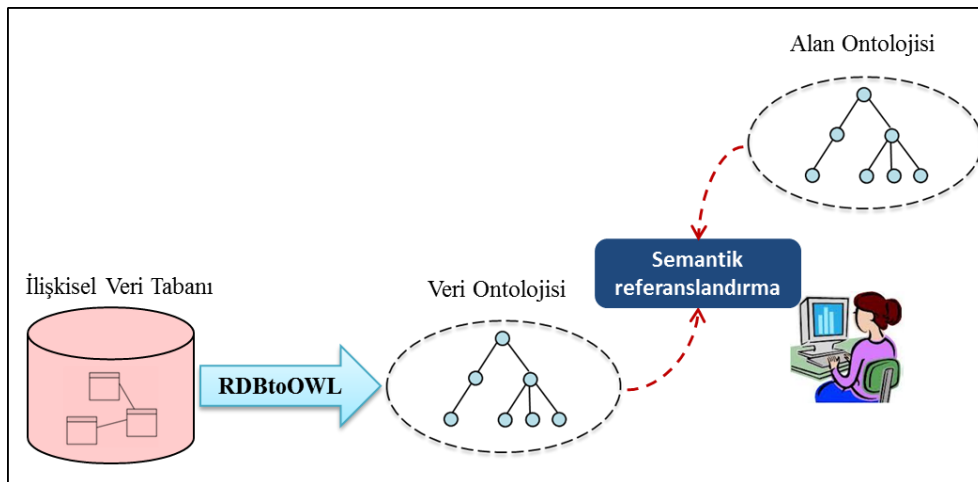 Alan Ontolojisi
Semantik
referanslandırma
İlişkisel Veri Tabanı
Veri Ontolojisi
RDBtoOWL